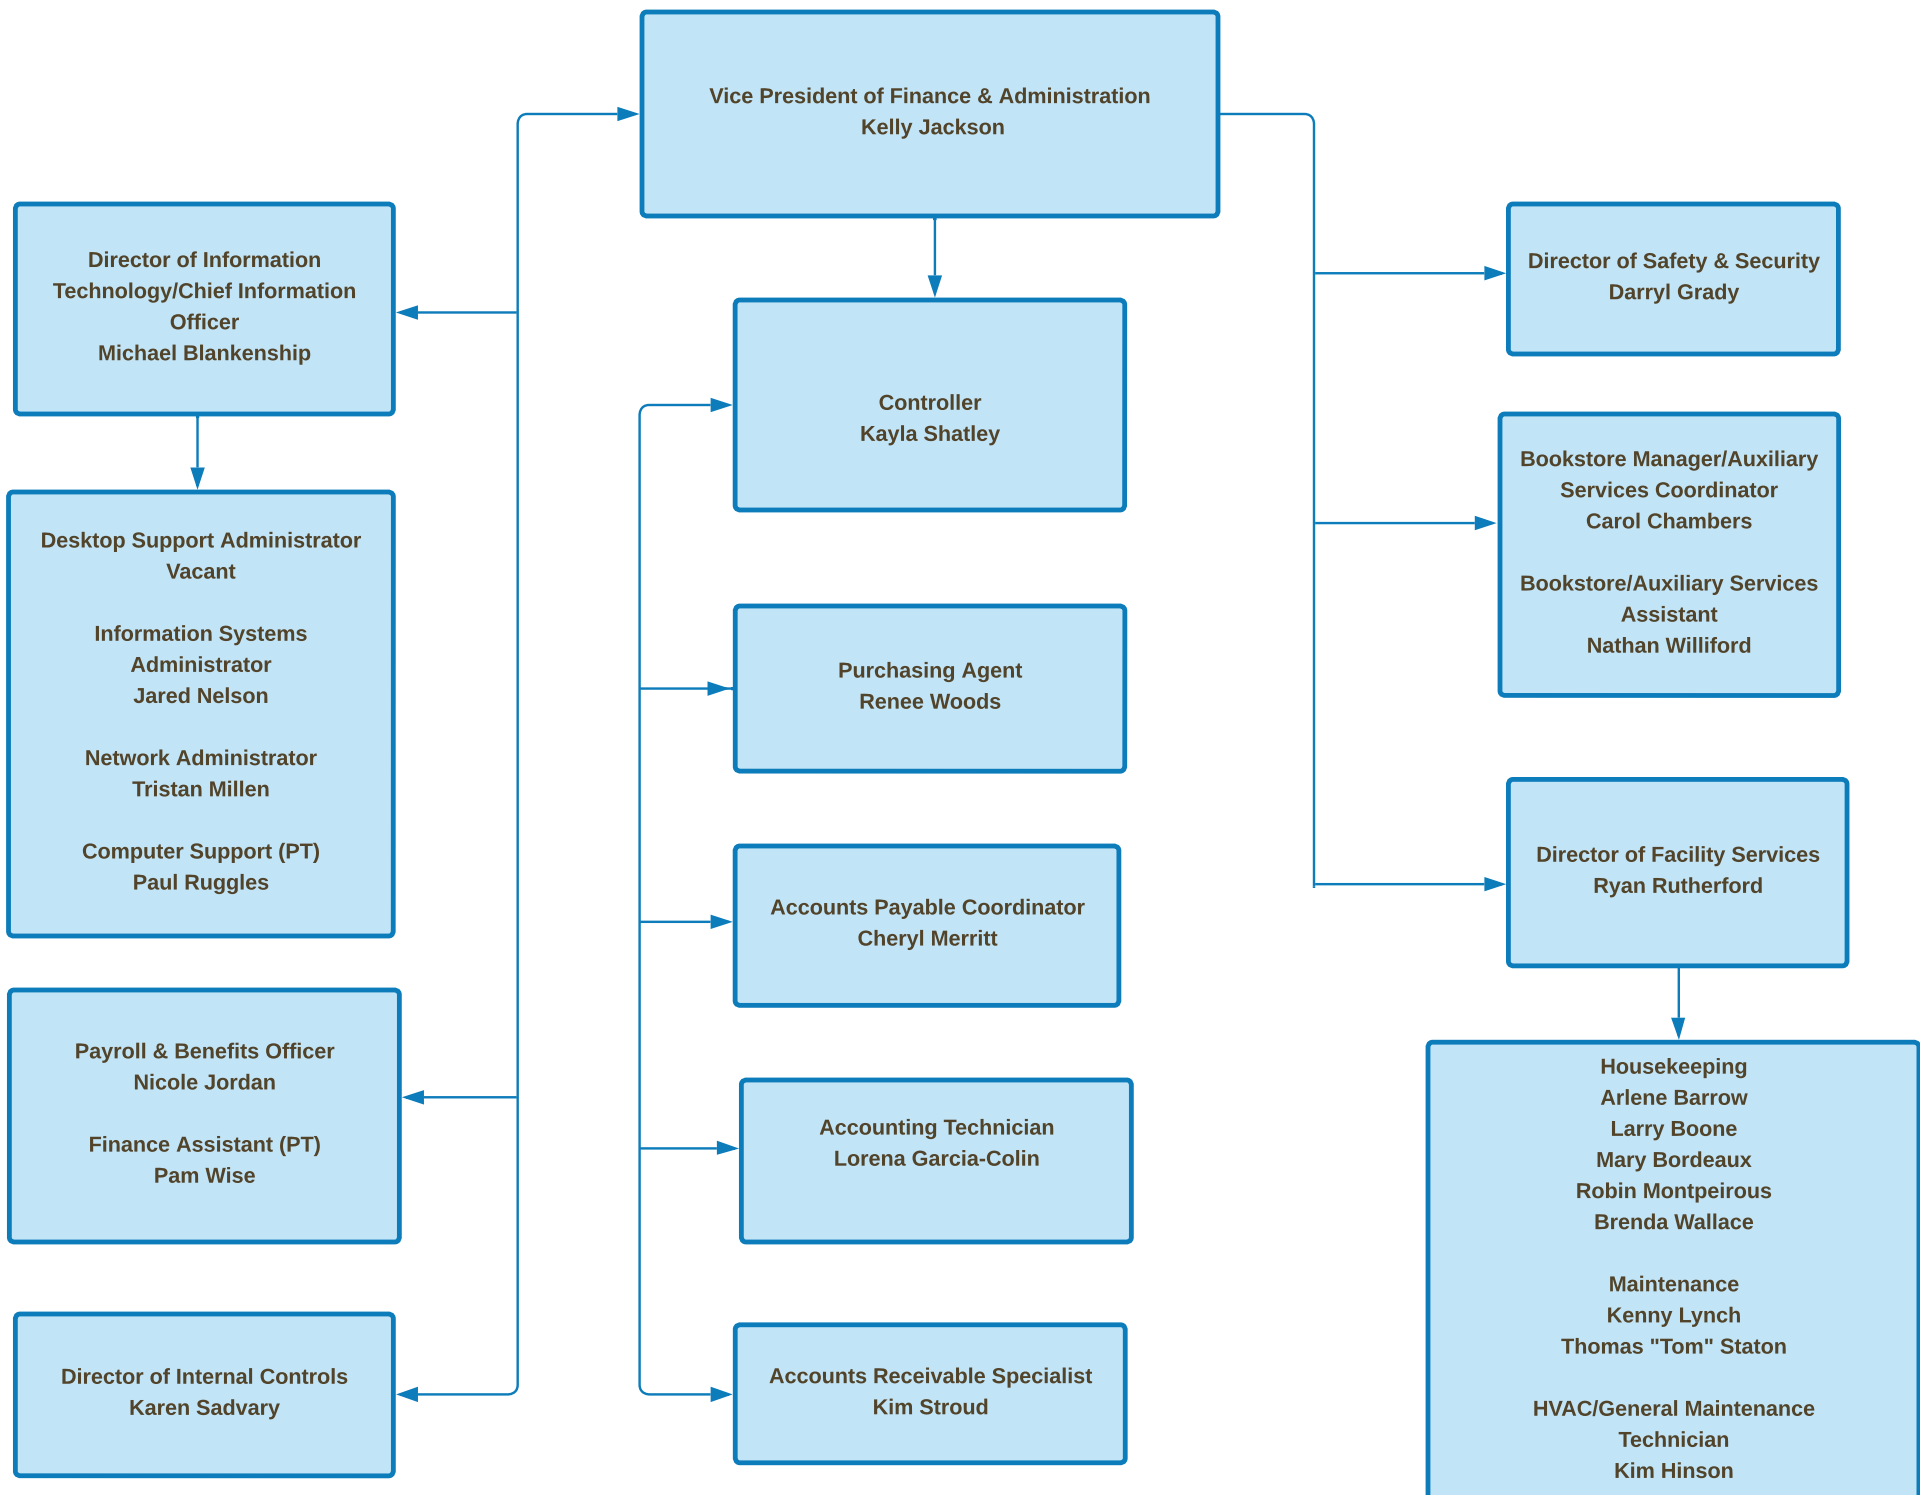 Vice President of Finance & Administration
Kelly Jackson
Director of Information
Technology/Chief Information
Officer
Michael Blankenship
Desktop Support Administrator
Vacant
Information Systems
Administrator
Jared Nelson
Network Administrator
Tristan Millen
Computer Support (PT)
Paul Ruggles
Payroll & Benefits Officer
Nicole Jordan
Finance Assistant (PT)
Pam Wise
Director of Internal Controls
Karen Sadvary
Controller
Kayla Shatley
Purchasing Agent
Renee Woods
Accounts Payable Coordinator
Cheryl Merritt
Accounting Technician
Lorena Garcia-Colin
Accounts Receivable Specialist
Kim Stroud
Director of Safety & Security
Darryl Grady
Bookstore Manager/Auxiliary
Services Coordinator
Carol Chambers
Bookstore/Auxiliary Services
Assistant
Nathan Williford
Director of Facility Services
Ryan Rutherford
Housekeeping
Arlene Barrow
Larry Boone
Mary Bordeaux
Robin Montpeirous
Brenda Wallace
Maintenance
Kenny Lynch
Thomas "Tom" Staton
HVAC/General Maintenance
Technician
Kim Hinson